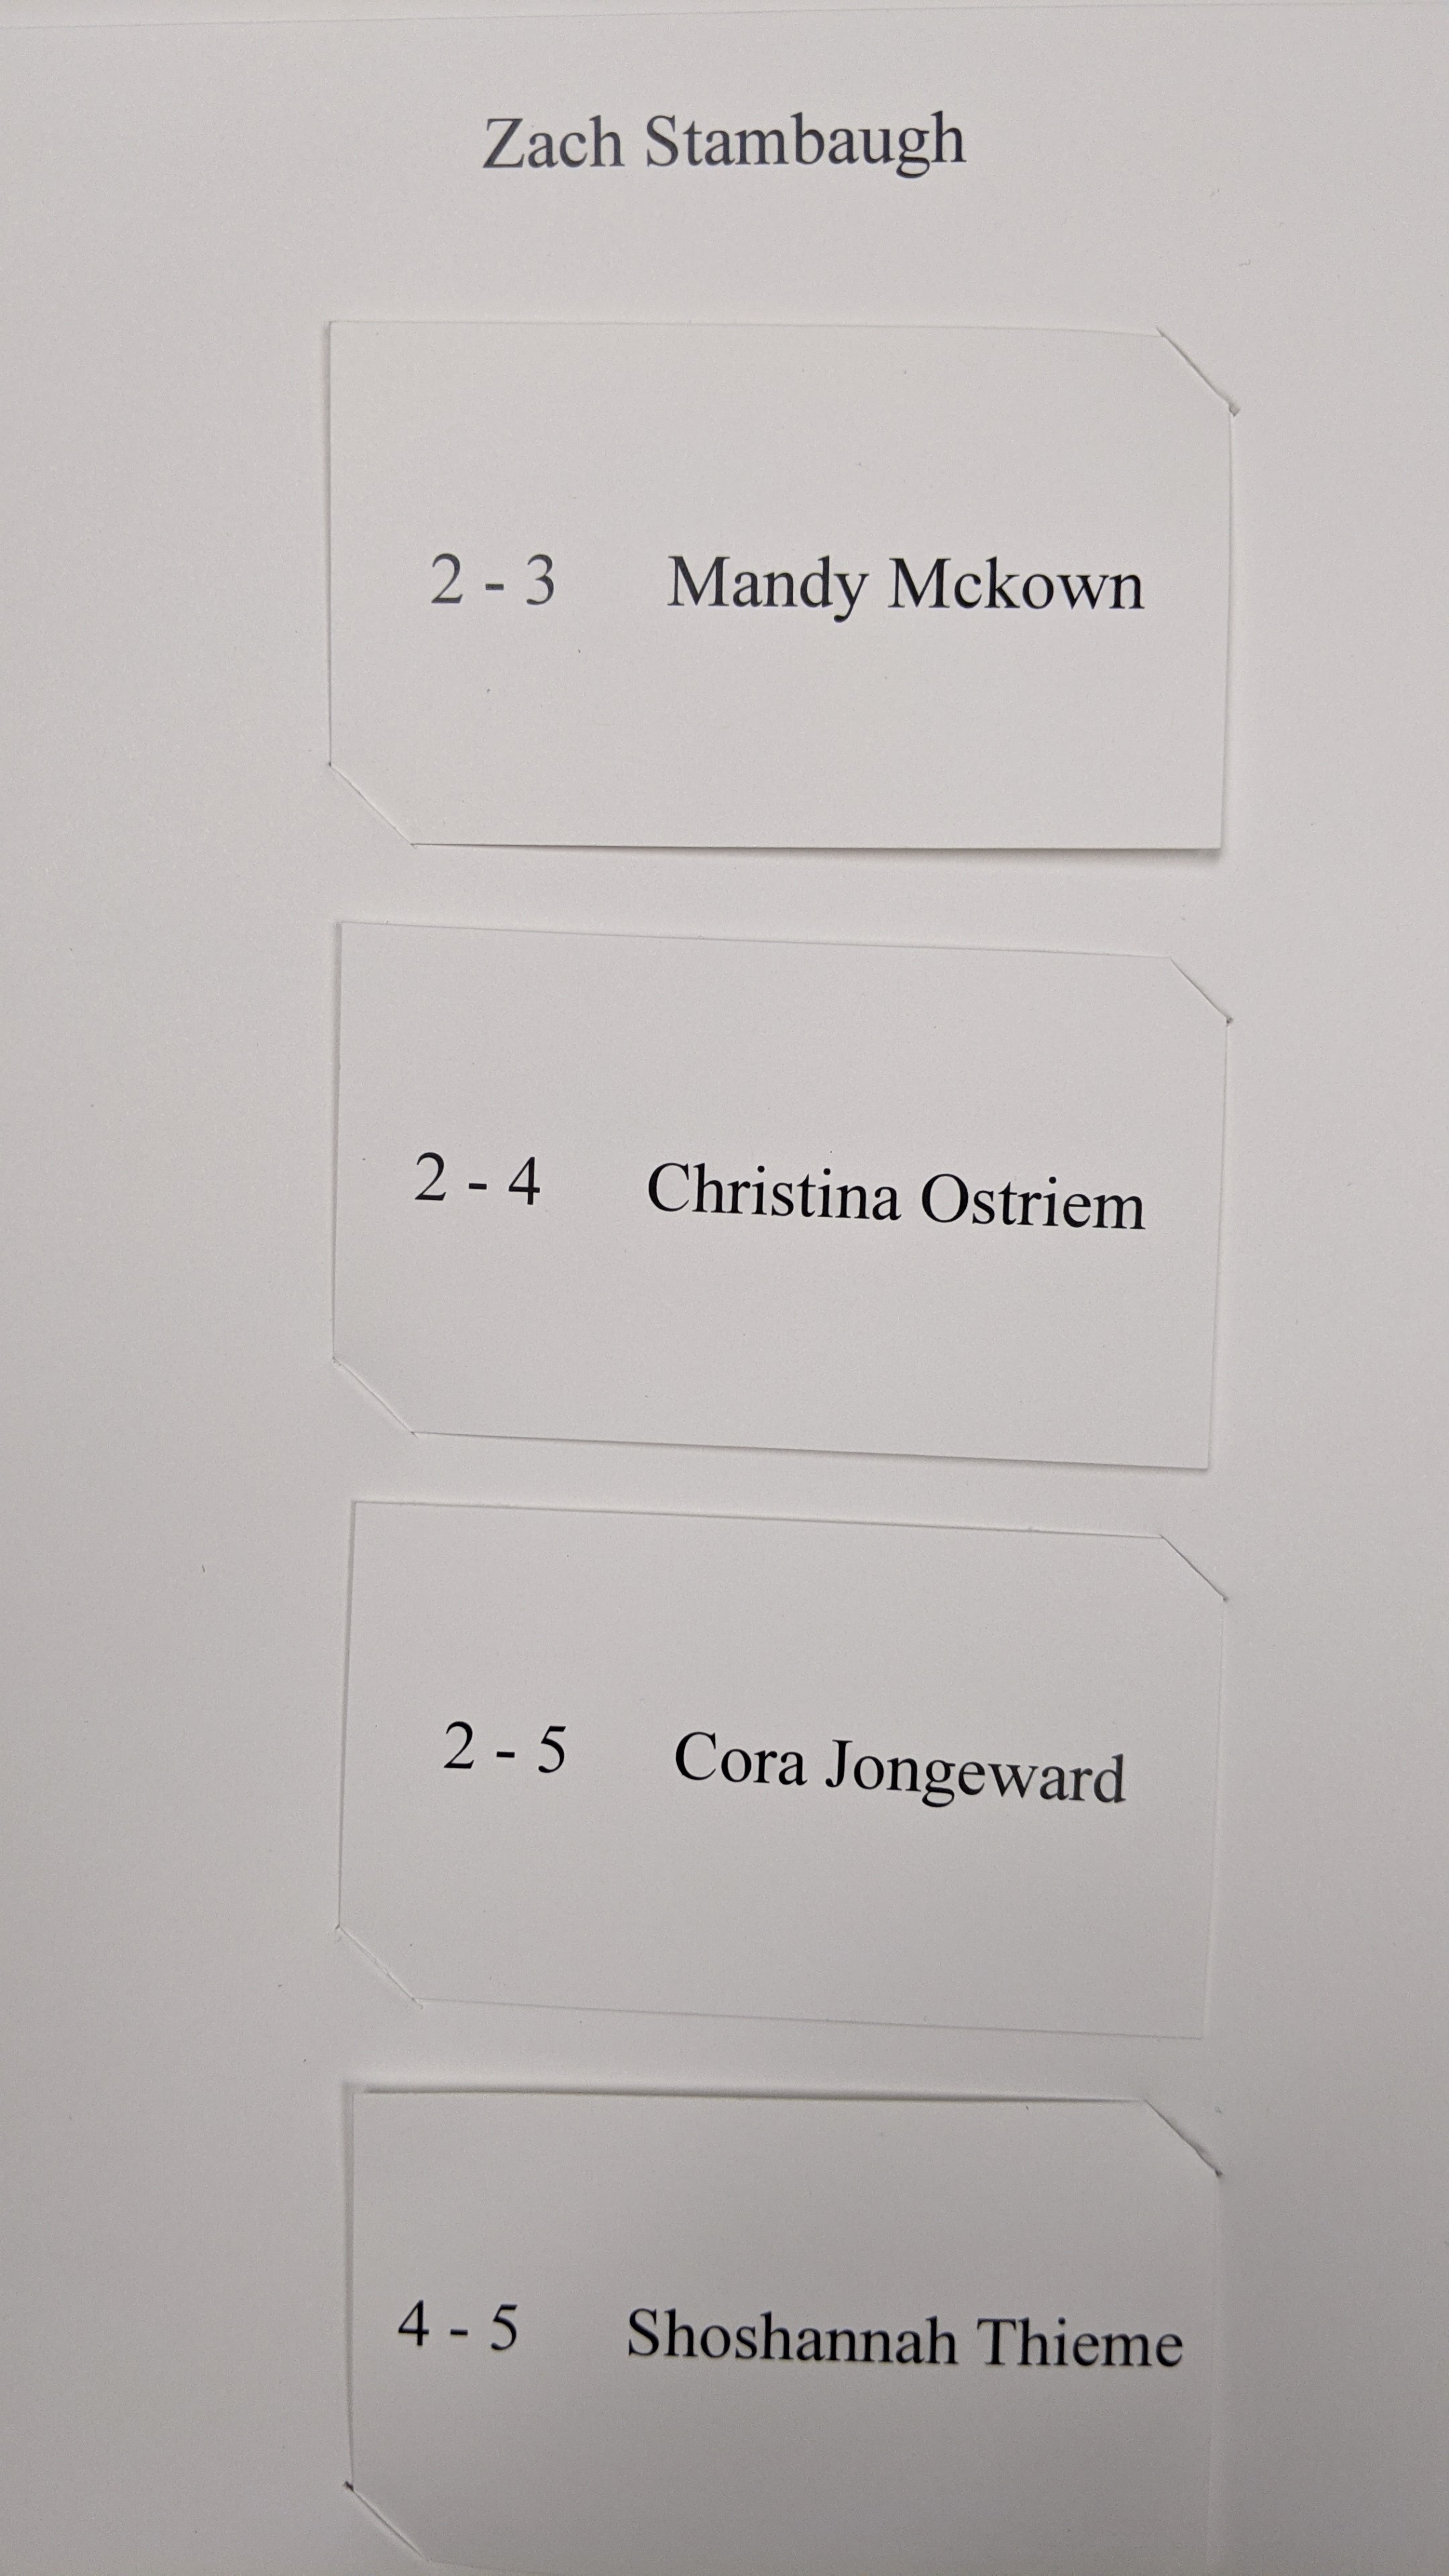 Zach Stambaugh
2 - 3 Mandy Mckown
2 - 4 Christina Ostriem
2 - 5 Cora Jongeward
4 - 5 Shoshannah Thieme